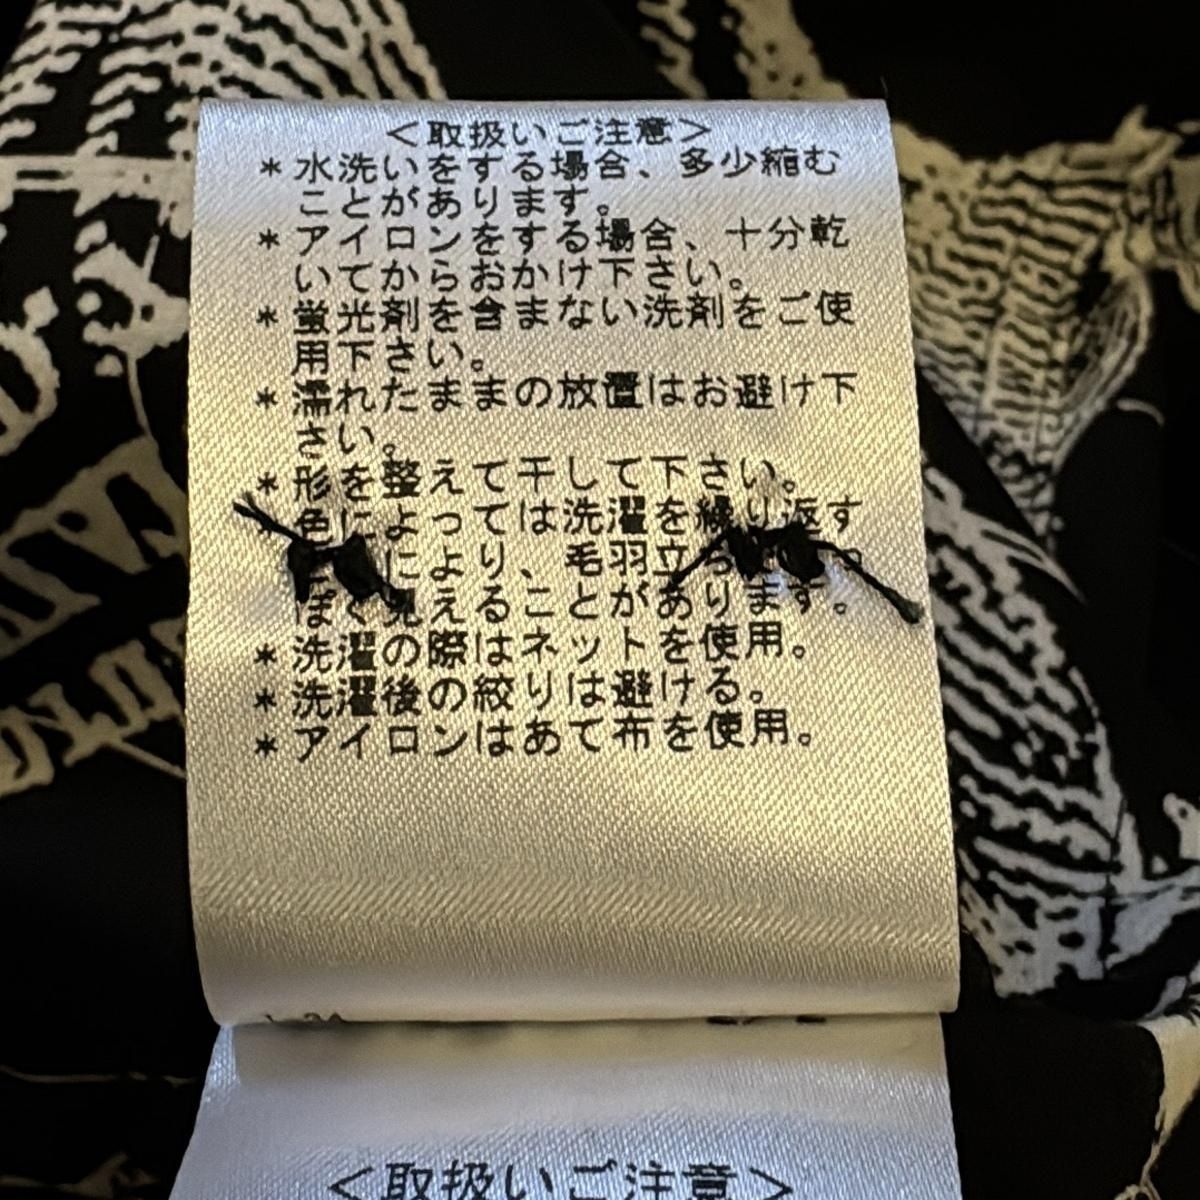 ＜取扱いご注意＞
＊水洗いをする場合、多少縮む
ことがあります。
＊アイロンをする場合、十分乾
いてからおかけ下さい。
＊蛍光剤を含まない洗剤をご使
用下さい。
＊濡れたままの放置はお避け下
さい。
＊形を整えて干して下さい。
色によっては洗濯を繰り返す
により、毛羽立
ぽく見えることがあります。
＊洗濯の際はネットを使用。
＊洗濯後の絞りは避ける。
＊アイロンはあて布を使用。
＜取扱いご注意＞